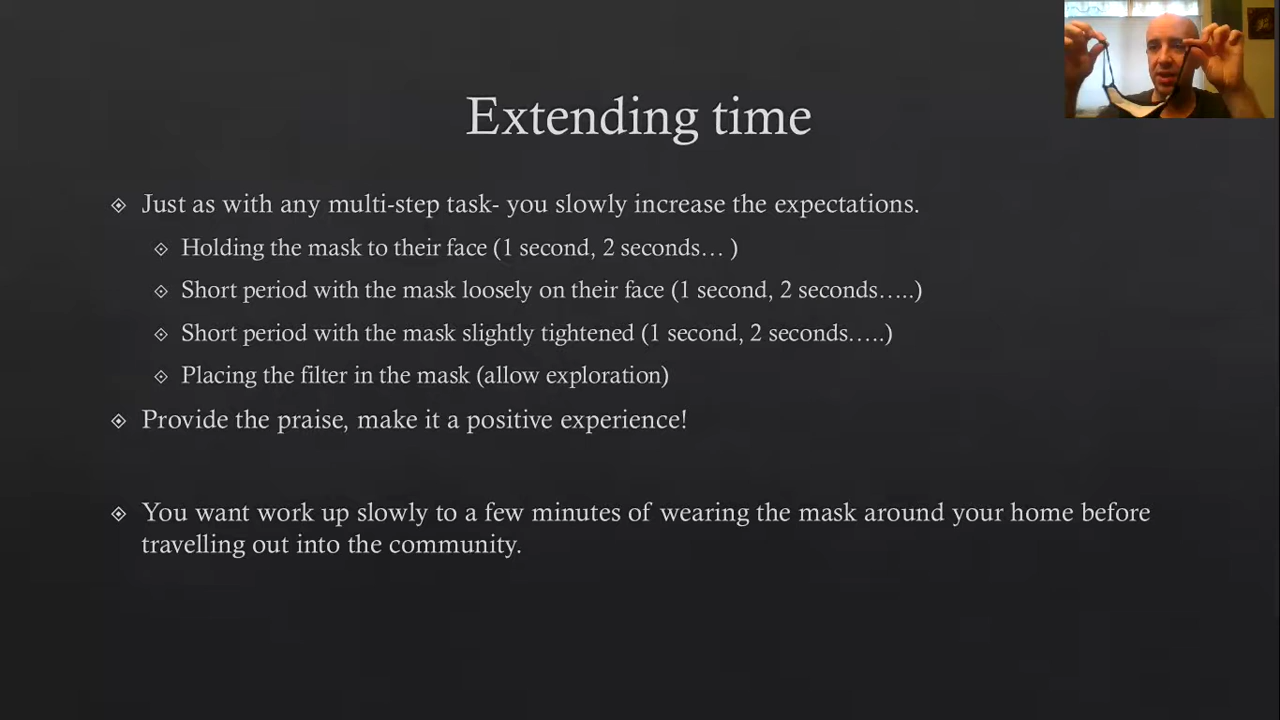 Extending time
Just as with any multi-step task- you slowly increase the expectations.
Holding the mask to their face (1 second, 2 seconds… )
Short period with the mask loosely on their face (1 second, 2 seconds…..)
Short period with the mask slightly tightened (1 second, 2 seconds…..)
Placing the filter in the mask (allow exploration)
Provide the praise, make it a positive experience!
You want work up slowly to a few minutes of wearing the mask around your home before
travelling out into the community.